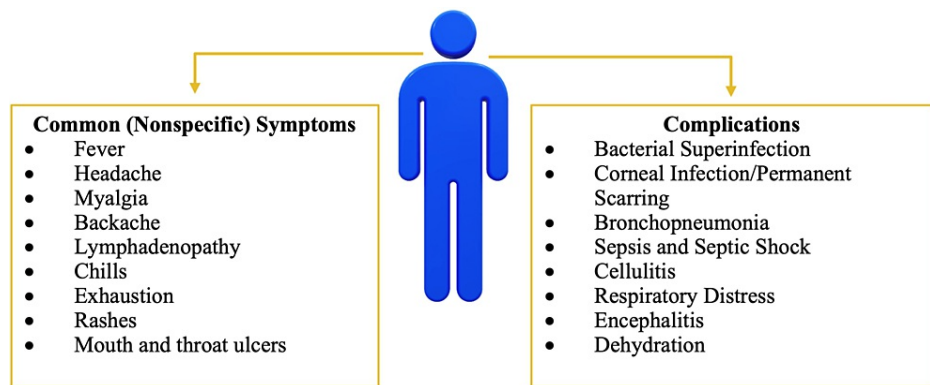 Common (Nonspecific) Symptoms
• Fever
• Headache
• Myalgia
• Backache
• Lymphadenopathy
• Chills
• Exhaustion
• Rashes
• Mouth and throat ulcers
Complications
• Bacterial Superinfection
• Corneal Infection/Permanent
Scarring
• Bronchopneumonia
• Sepsis and Septic Shock
• Cellulitis
• Respiratory Distress
• Encephalitis
• Dehydration